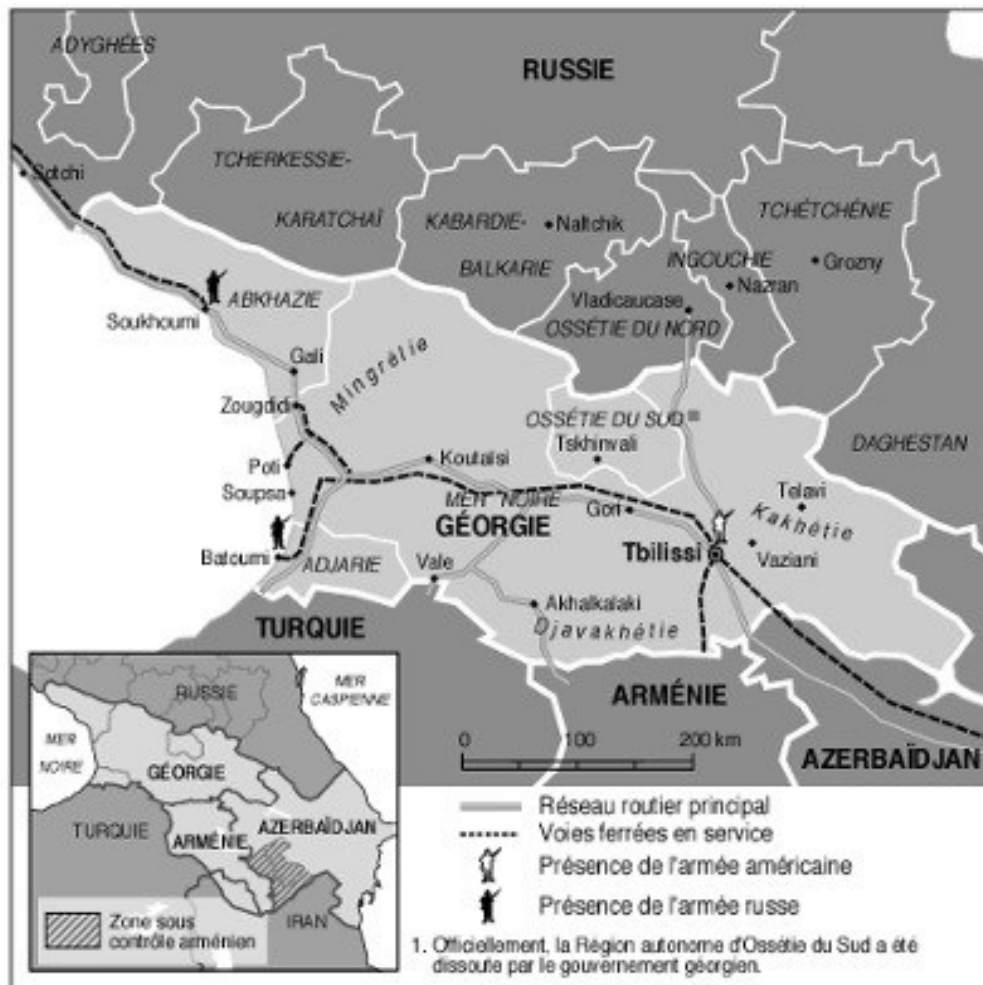 ADYGHÉES
RUSSIE
Sotchi
TCHERKESSIE-
KARATCHAÏ
KABARDIE-
Naltchik
BALKARIE
TCHÉTCHÉNIE
INGOUCHIE
Grozny
Nazran
Vladicaucase
OSSÉTIE DU NORD
ABKHAZIE
Soukhoumi
Gali
Mingrélie
Zougdidi
OSSÉTIE DU SUD
Tskhinvali
DAGHESTAN
Poti
Koutaïsi
Soupsa
MER NOIRE
Gori
Telavi
Kakhétie
GÉORGIE
Batoumi
ADJARIE
Vale
Tbilissi
Vaziani
Akhalkalaki
Djavakhétie
TURQUIE
ARMÉNIE
AZERBAÏDJAN
0 100 200 km
RUSSIE
MER
CASPIENNE
MER
NOIRE
GÉORGIE
TURQUIE
ARMÉNIE
AZERBAÏDJAN
IRAN
Zone sous
contrôle arménien
Réseau routier principal
Voies ferrées en service
Présence de l'armée américaine
Présence de l'armée russe
1. Officiellement, la Région autonome d'Ossétie du Sud a été
dissoute par le gouvernement géorgien.